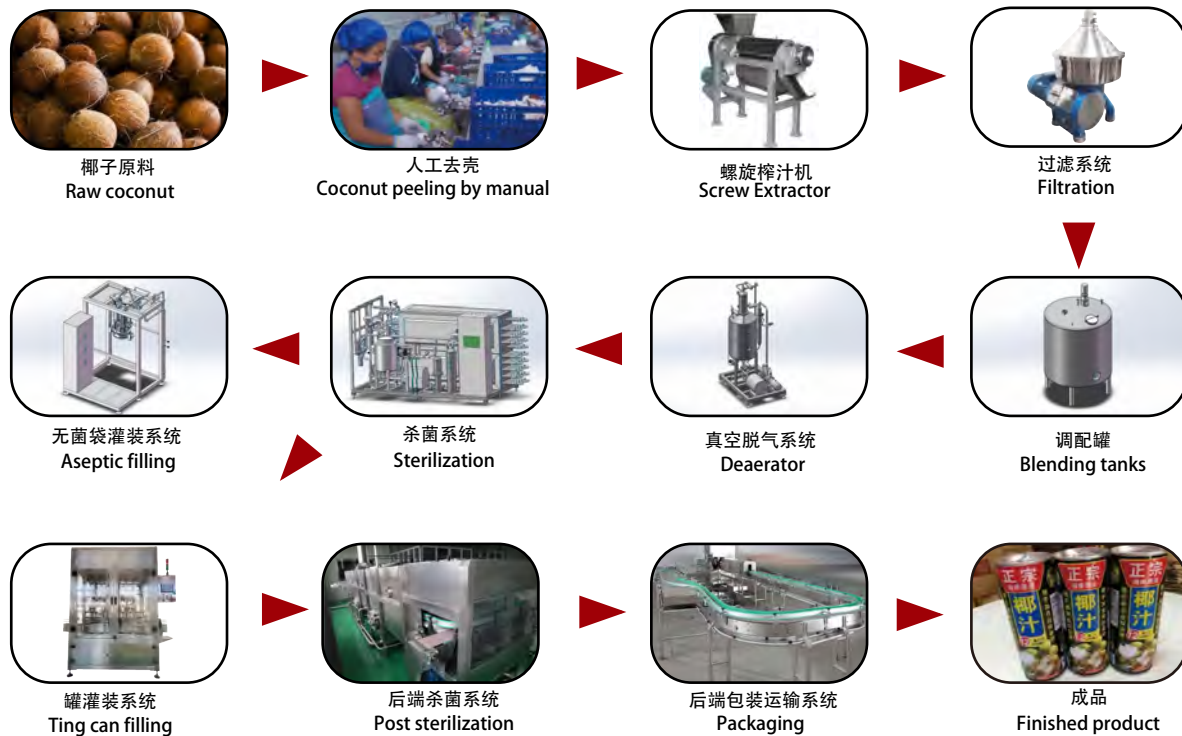 椰子原料
Raw coconut
人工去壳
Coconut peeling by manual
螺旋榨汁机
Screw Extractor
过滤系统
Filtration
无菌袋灌装系统
Aseptic filling
杀菌系统
Sterilization
真空脱气系统
Deaerator
调配罐
Blending tanks
罐灌装系统
Ting can filling
后端杀菌系统
Post sterilization
后端包装运输系统
Packaging
正宗
椰汁
正宗
椰汁
正宗
椰汁
成品
Finished product